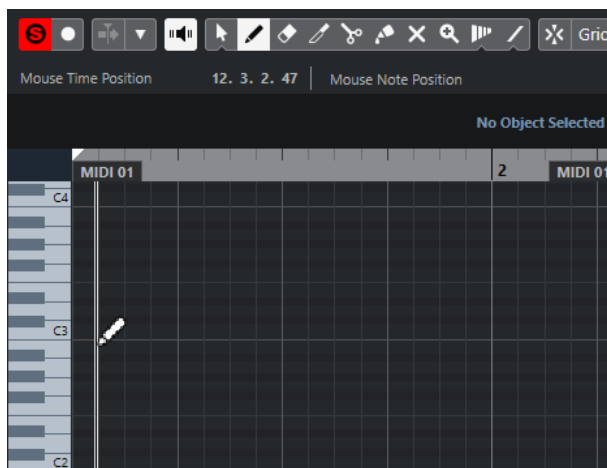 S Grid
Mouse Time Position 12. 3. 2. 47 Mouse Note Position
No Object Selected
MIDI 01 2 MIDI 01
C4
C3
C2